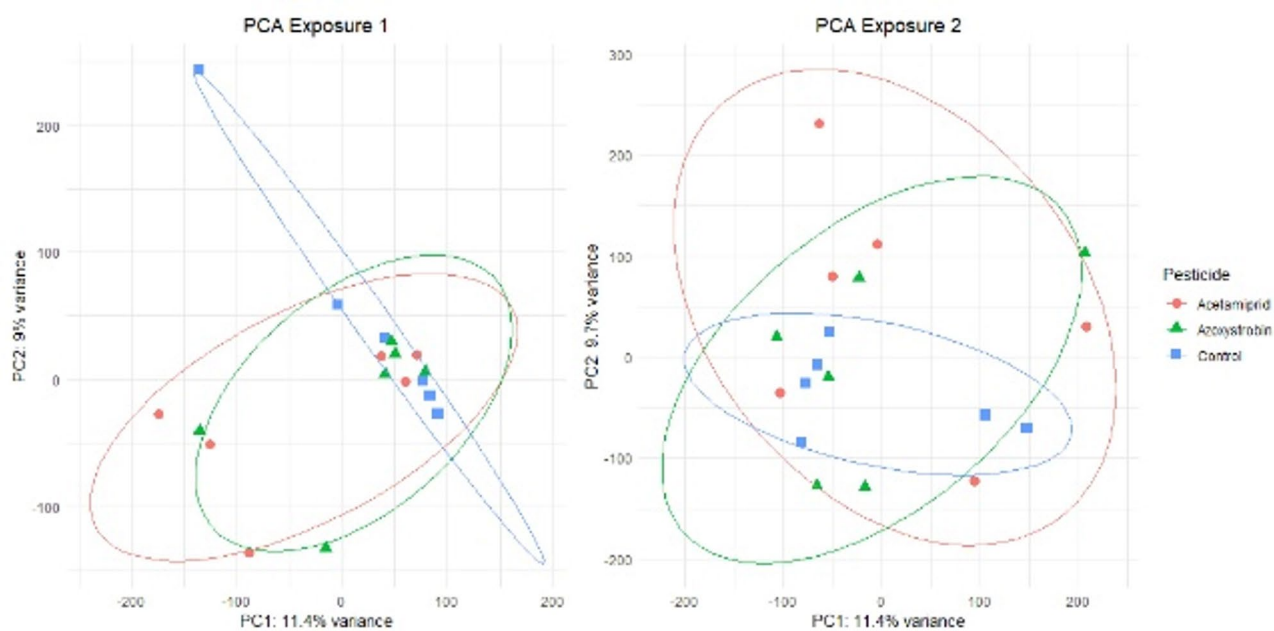 PCA Exposure 1
PC2: 9% variance
200
100
0
-100
-200
-100
0
100
200
PC1: 11.4% variance
PCA Exposure 2
PC2 9.7% variance
300
200
100
0
-100
-200
-200
-100
0
100
200
PC1: 11.4% variance
Pesticide
Acetamiprid
Azoxystrobin
Control